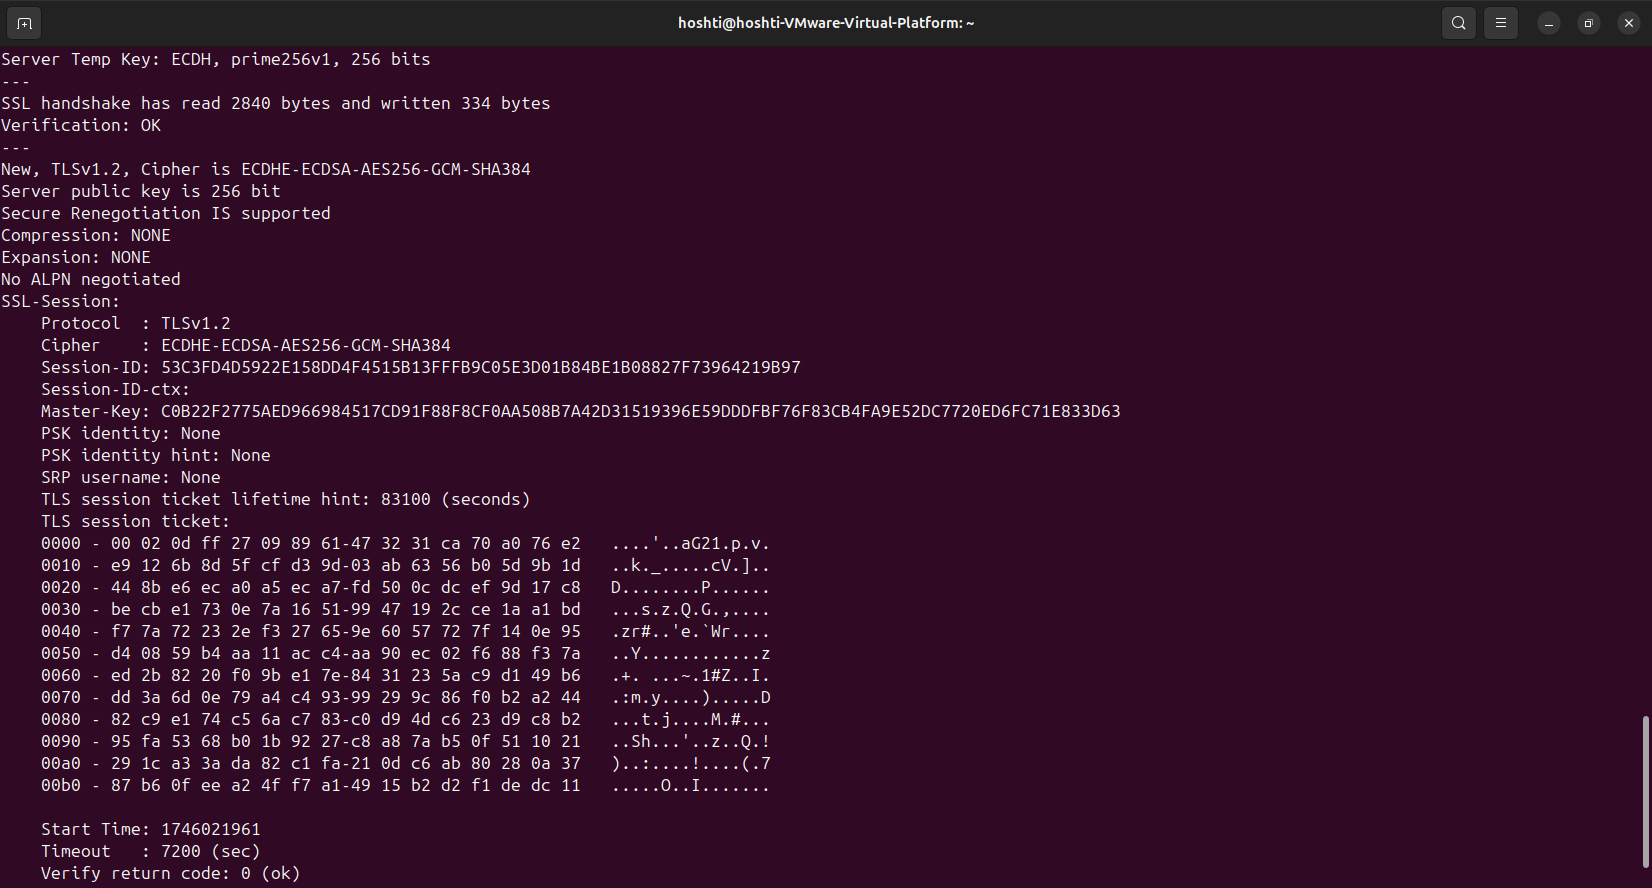 hoshti@hoshti-VMware-Virtual-Platform: ~
Server Temp Key: ECDH, prime256v1, 256 bits
---
SSL handshake has read 2840 bytes and written 334 bytes
Verification: OK
---
New, TLSv1.2, Cipher is ECDHE-ECDSA-AES256-GCM-SHA384
Server public key is 256 bit
Secure Renegotiation IS supported
Compression: NONE
Expansion: NONE
No ALPN negotiated
SSL-Session:
    Protocol  : TLSv1.2
    Cipher    : ECDHE-ECDSA-AES256-GCM-SHA384
    Session-ID: 53C3FD4D5922E158DD4F4515B13FFFB9C05E3D01B84BE1B08827F73964219B97
    Session-ID-ctx:
    Master-Key: C0B22F2775AED966984517CD91F88F8CF0AA508B7A42D31519396E59DDDFBF76F83CB4FA9E52DC7720ED6FC71E833D63
    PSK identity: None
    PSK identity hint: None
    SRP username: None
    TLS session ticket lifetime hint: 83100 (seconds)
    TLS session ticket:
    0000 - 00 02 0d ff 27 09 89 61-47 32 31 ca 70 a0 76 e2   ....'..aG21.p.v.
    0010 - e9 12 6b 8d 5f cf d3 9d-03 ab 63 56 b0 5d 9b 1d   ..k._.....cV.]..
    0020 - 44 8b e6 ec a0 a5 ec a7-fd 50 0c dc ef 9d 17 c8   D........P......
    0030 - be cb e1 73 0e 7a 16 51-99 47 19 2c ce 1a a1 bd   ...s.z.Q.G.,....
    0040 - f7 7a 72 23 2e f3 27 65-9e 60 57 72 7f 14 0e 95   .zr#..'e.`Wr....
    0050 - d4 08 59 b4 aa 11 ac c4-aa 90 ec 02 f6 88 f3 7a   ..Y............z
    0060 - ed 2b 82 20 f0 9b e1 7e-84 31 23 5a c9 d1 49 b6   .+. ...~.1#Z..I.
    0070 - dd 3a 6d 0e 79 a4 c4 93-99 29 9c 86 f0 b2 a2 44   .:m.y....).....D
    0080 - 82 c9 e1 74 c5 6a c7 83-c0 d9 4d c6 23 d9 c8 b2   ...t.j....M.#...
    0090 - 95 fa 53 68 b0 1b 92 27-c8 a8 7a b5 0f 51 10 21   ..Sh...'..z..Q.!
    00a0 - 29 1c a3 3a da 82 c1 fa-21 0d c6 ab 80 28 0a 37   )..:....!....(.7
    00b0 - 87 b6 0f ee a2 4f f7 a1-49 15 b2 d2 f1 de dc 11   .....O..I.......
    Start Time: 1746021961
    Timeout   : 7200 (sec)
    Verify return code: 0 (ok)